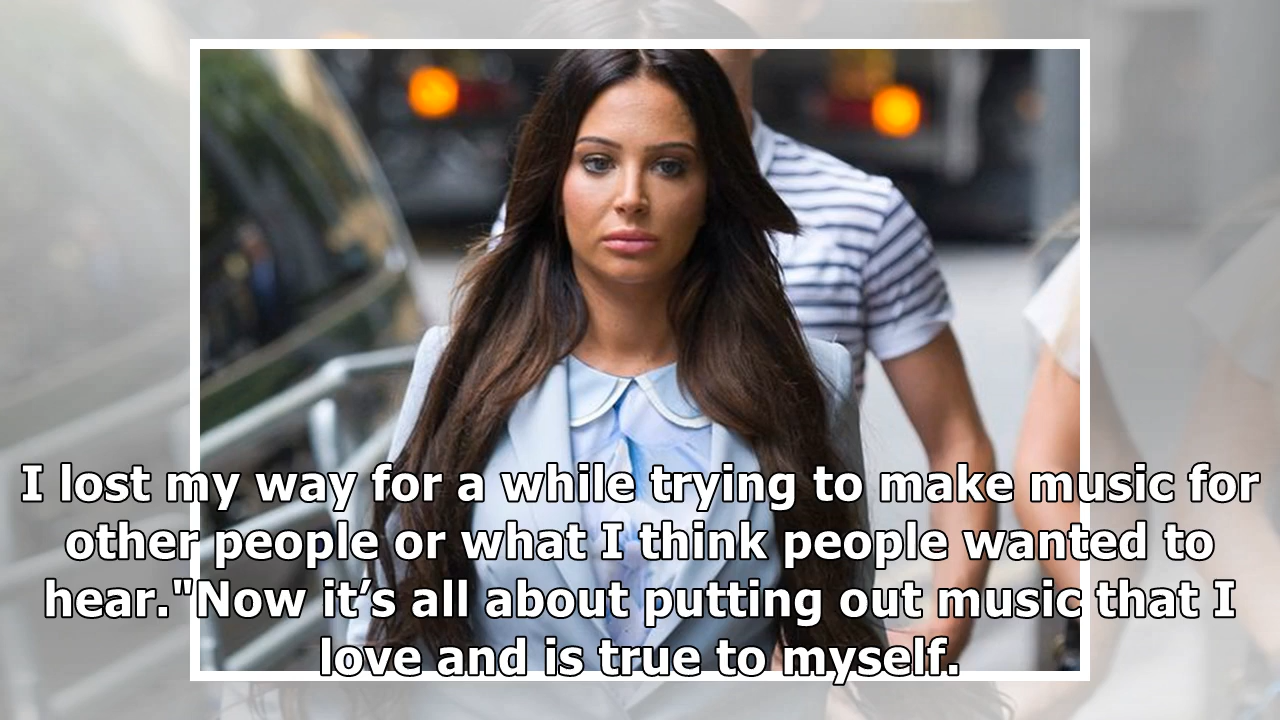 I lost my way for a while trying to make music for
other people or what I think people wanted to
hear."Now it’s all about putting out music that I
love and is true to myself.